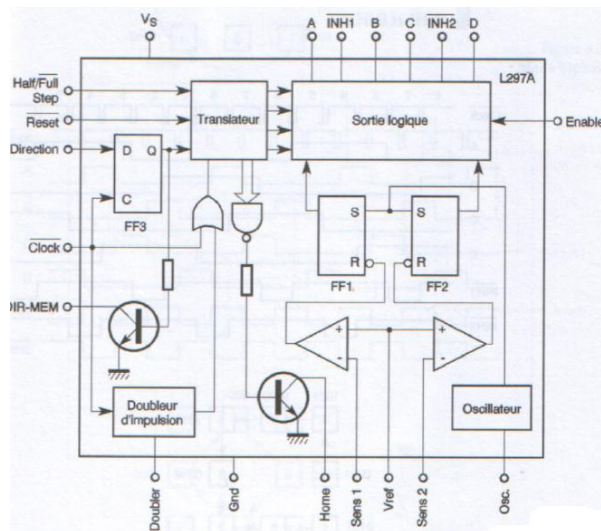 Vs
A INH1 B C INH2 D
L297A
Half/Full
Step
Reset
Direction
Translateur
Sortie logique
Enable
D Q
C
FF3
S
R
FF1
S
R
FF2
Clock
DIR-MEM
+
-
+
-
Doubleur
d'impulsion
Oscillateur
Doubler
Gnd
Home
Sens 1
Vref
Sens 2
Osc.